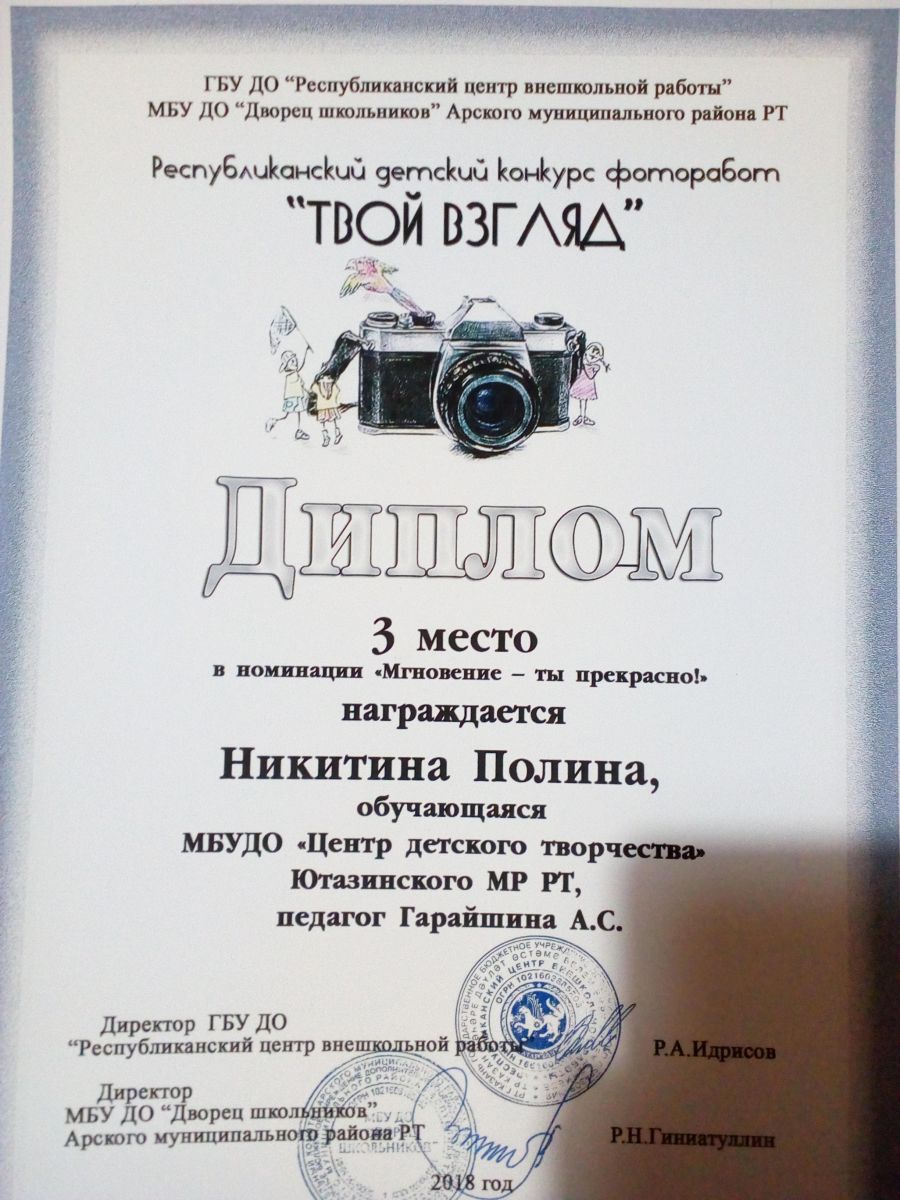 ГБУ ДО "Республиканский центр внешкольной работы"
МБУ ДО "Дворец школьников" Арского муниципального района РТ
Республиканский детский конкурс фоторабот
"ТВОЙ ВЗГЛЯД"
Диплом
3 место
в номинации «Мгновение – ты прекрасно!»
награждается
Никитина Полина,
обучающаяся
МБУДО «Центр детского творчества»
Ютазинского МР РТ,
педагог Гарайшина А.С.
Директор ГБУ ДО
"Республиканский центр внешкольной работы"
Р.А.Идрисов
Директор
МБУ ДО "Дворец школьников"
Арского муниципального района РТ
Р.Н.Гиниатуллин
МБУ ДО
ШКОЛЬНИКОВ"
2018 год